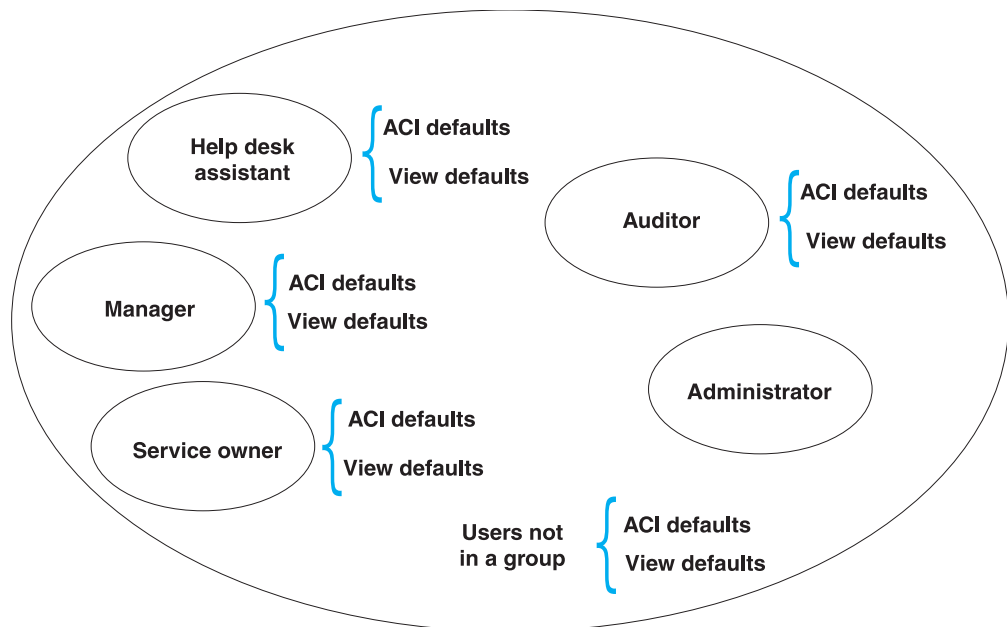 Help desk
assistant
ACI defaults
View defaults
Auditor
ACI defaults
View defaults
Manager
ACI defaults
View defaults
Administrator
Service owner
ACI defaults
View defaults
Users not
in a group
ACI defaults
View defaults